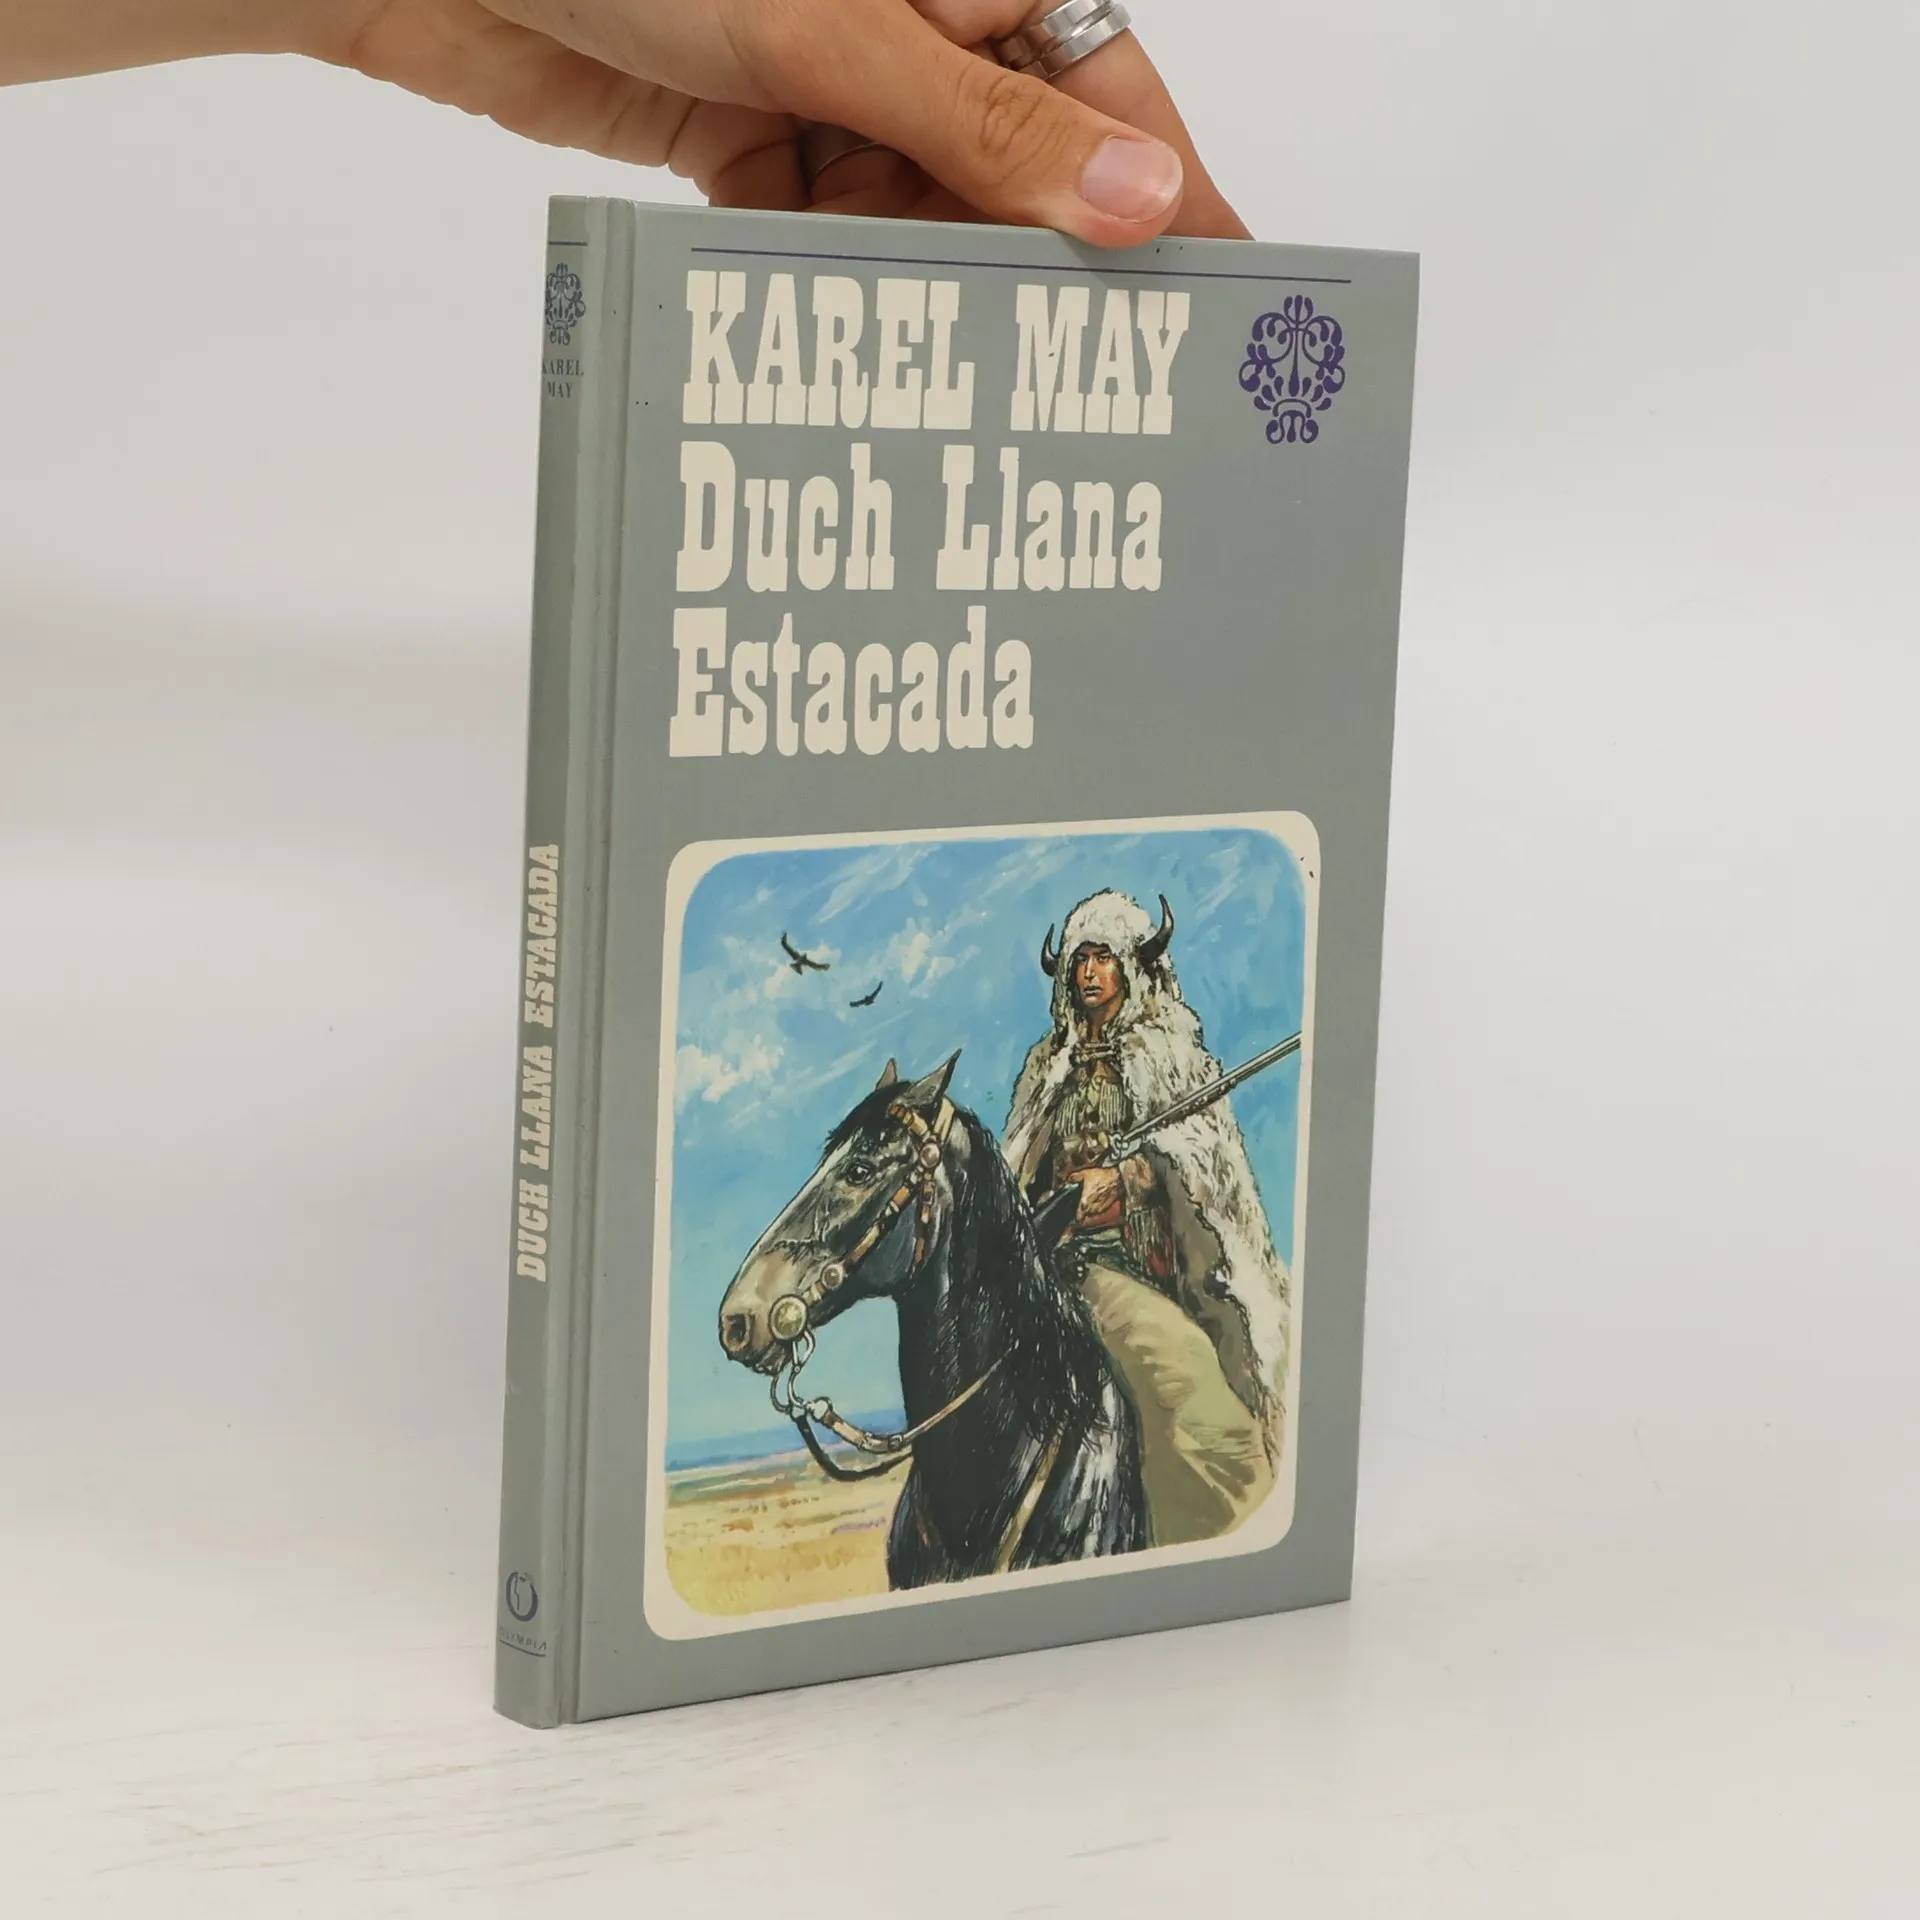 KAREL MAY
Duch Llana
Estacada
KAREL
MAY
DUCH LLANA ESTACADA
OLYMPIA